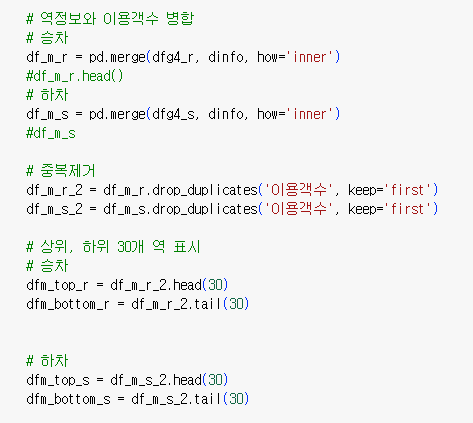 # 역정보와 이용객수 병합
# 승차
df_m_r = pd.merge(dfg4_r, dinfo, how='inner')
#df_m_r.head()
# 하차
df_m_s = pd.merge(dfg4_s, dinfo, how='inner')
#df_m_s
# 중복제거
df_m_r_2 = df_m_r.drop_duplicates('이용객수', keep='first')
df_m_s_2 = df_m_s.drop_duplicates('이용객수', keep='first')
# 상위, 하위 30개 역 표시
# 승차
dfm_top_r = df_m_r_2.head(30)
dfm_bottom_r = df_m_r_2.tail(30)
# 하차
dfm_top_s = df_m_s_2.head(30)
dfm_bottom_s = df_m_s_2.tail(30)